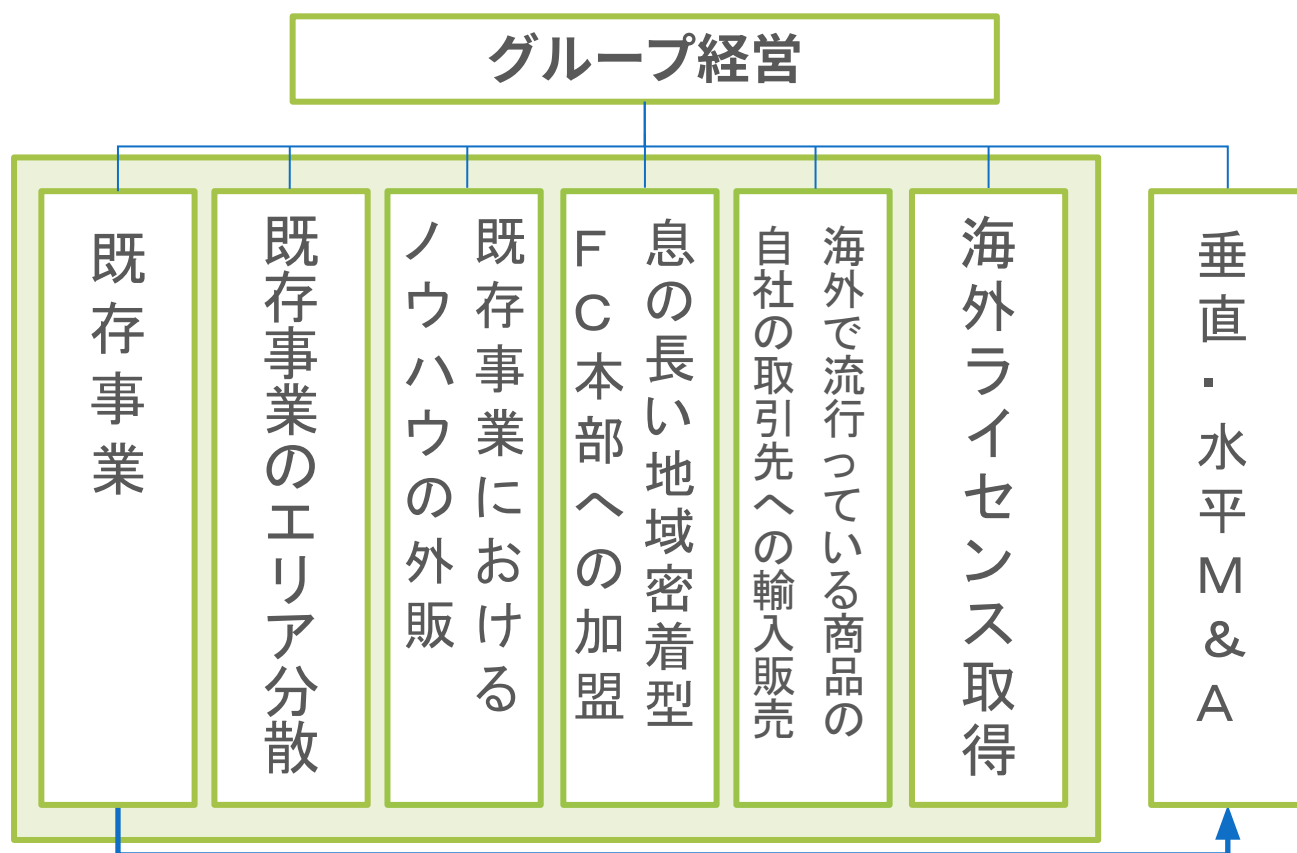 グループ経営
既存事業
既存事業のエリア分散
既存事業における
ノウハウの外販
息の長い地域密着型
ＦＣ本部への加盟
海外で流行っている商品の
自社の取引先への輸入販売
海外ライセンス取得
垂直・水平Ｍ＆Ａ